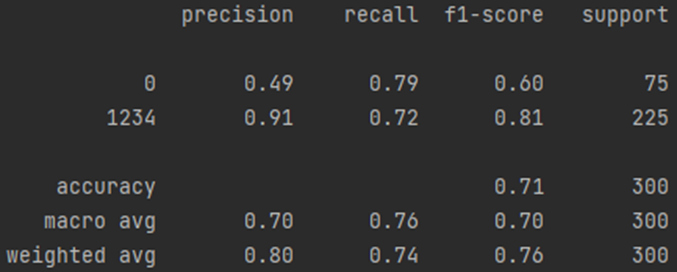 precision recall f1-score support
0 0.49 0.79 0.60 75
1234 0.91 0.72 0.81 225
accuracy 0.71 300
macro avg 0.70 0.76 0.70 300
weighted avg 0.80 0.74 0.76 300